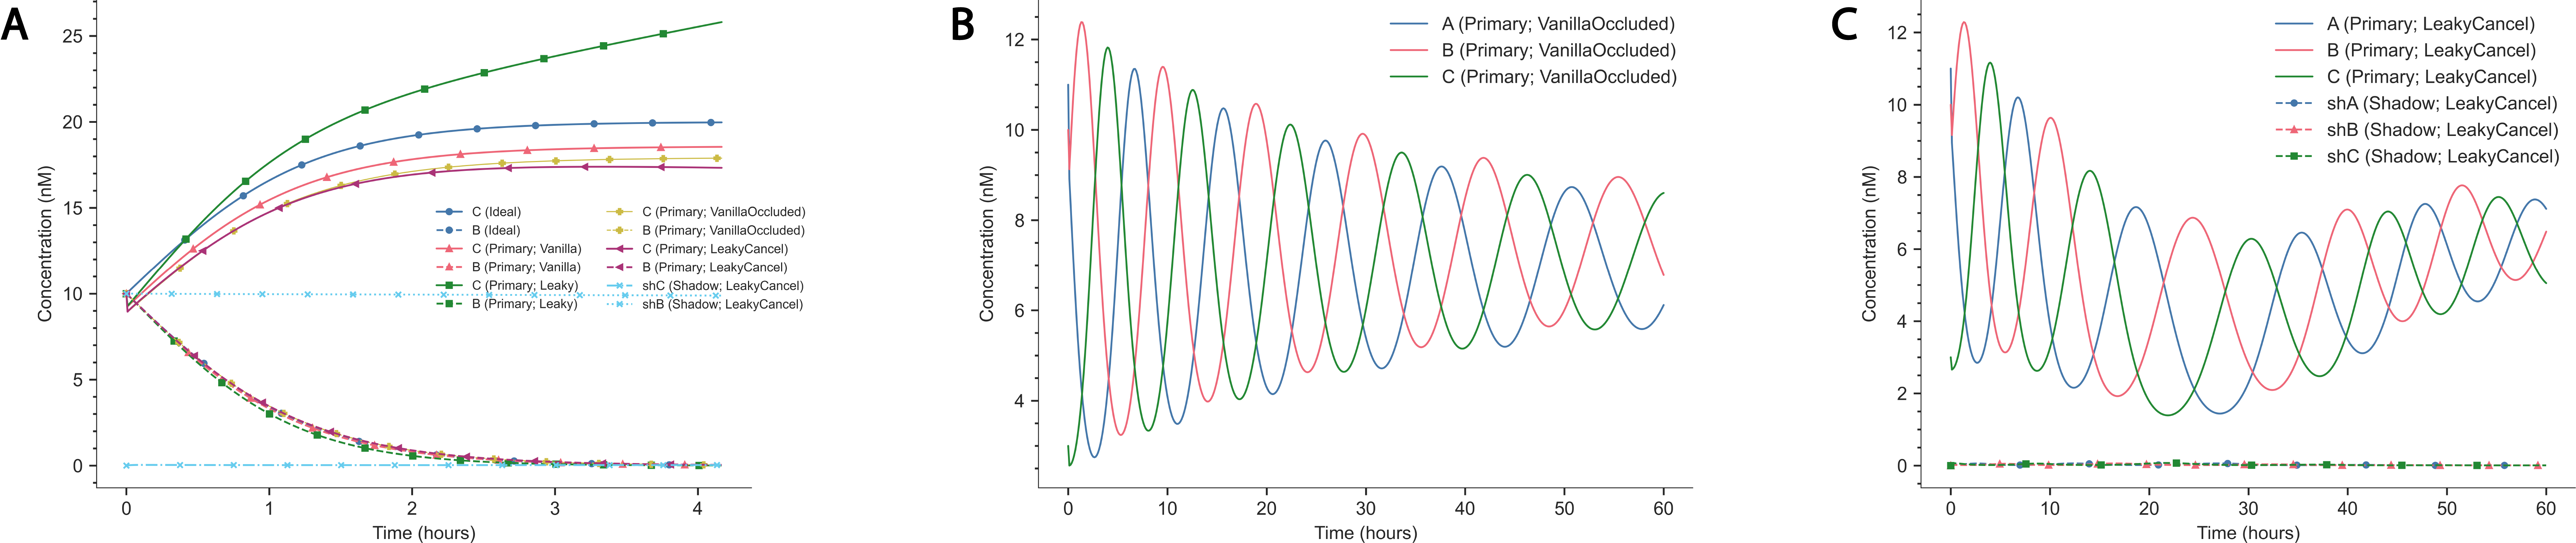 A
Concentration (nM)
25
20
15
10
5
0
0 1 2 3 4
Time (hours)
C (Ideal)
B (Ideal)
C (Primary; Vanilla)
B (Primary; Vanilla)
C (Primary; Leaky)
B (Primary; Leaky)
C (Primary; VanillaOccluded)
B (Primary; VanillaOccluded)
C (Primary; LeakyCancel)
B (Primary; LeakyCancel)
shC (Shadow; LeakyCancel)
shB (Shadow; LeakyCancel)
B
Concentration (nM)
12
10
8
6
4
0 10 20 30 40 50 60
Time (hours)
A (Primary; VanillaOccluded)
B (Primary; VanillaOccluded)
C (Primary; VanillaOccluded)
C
Concentration (nM)
12
10
8
6
4
2
0
0 10 20 30 40 50 60
Time (hours)
A (Primary; LeakyCancel)
B (Primary; LeakyCancel)
C (Primary; LeakyCancel)
shA (Shadow; LeakyCancel)
shB (Shadow; LeakyCancel)
shC (Shadow; LeakyCancel)